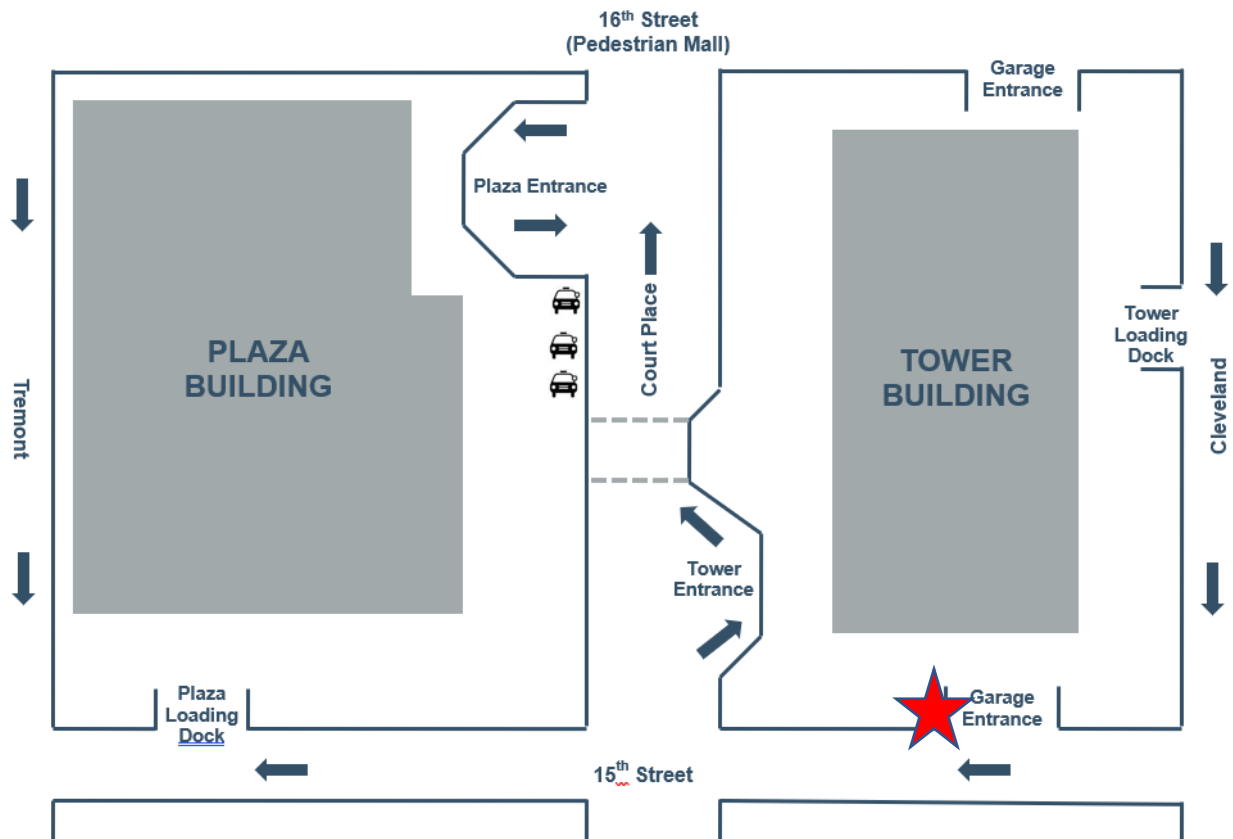 16th Street
(Pedestrian Mall)
Garage
Entrance
Plaza Entrance
Court Place
Tower
Loading
Dock
PLAZA
BUILDING
TOWER
BUILDING
Tremont
Cleveland
Tower
Entrance
Plaza
Loading
Dock
Garage
Entrance
15th Street